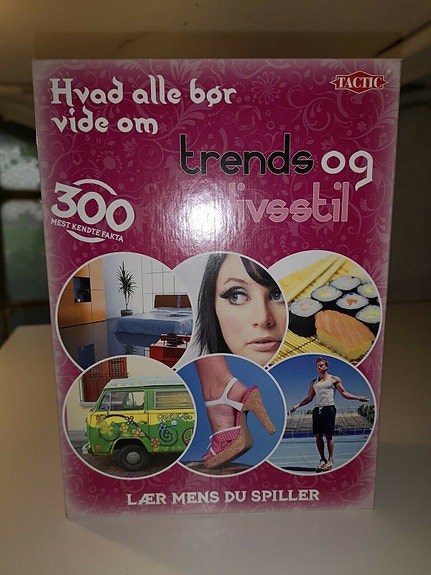 Hvad alle bør
vide om
TACTIC
trends og
livsstil
300
MEST KENDTE FAKTA
LÆR MENS DU SPILLER